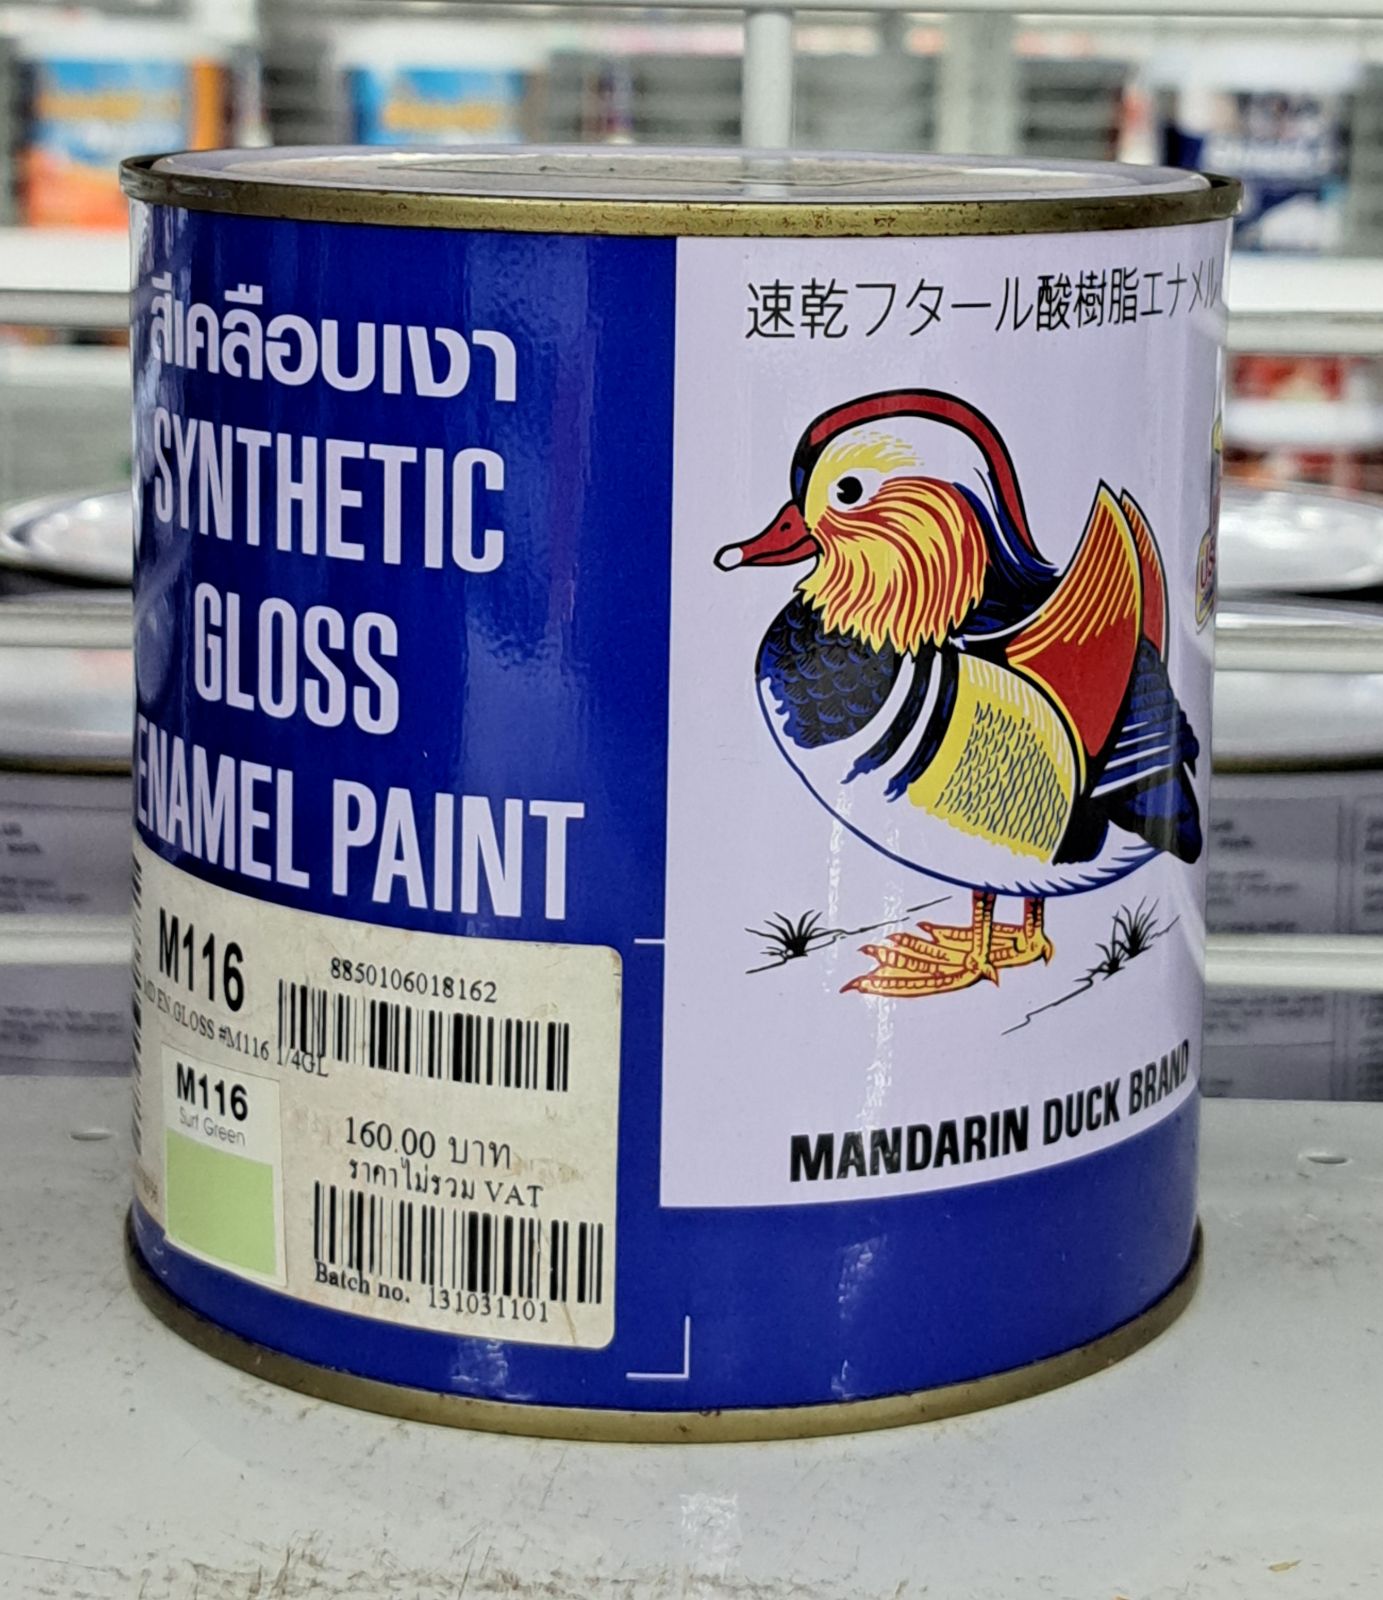 สีเคลือบเงา
SYNTHETIC
GLOSS
ENAMEL PAINT
M116
8850106018162
MD EN.GLOSS #M116 1/4GL
M116
Surf Green
160.00 บาท
ราคาไม่รวม VAT
Batch no. 131031101
速乾フタール酸樹脂エナメル
MANDARIN DUCK BRAND